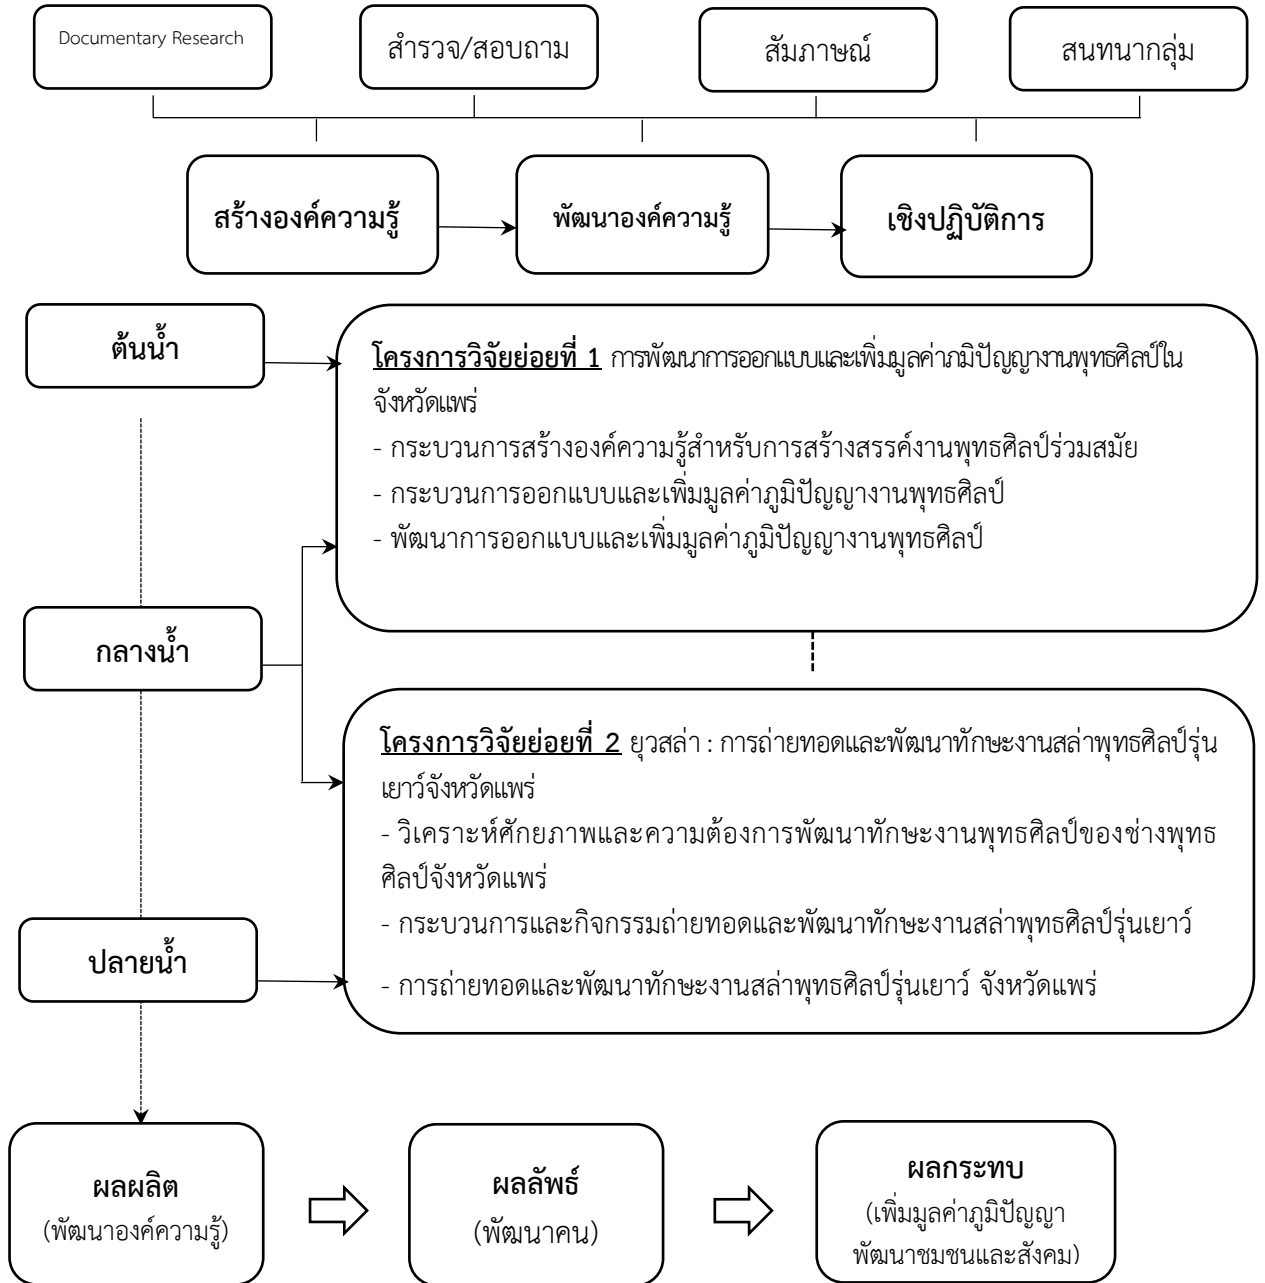 Documentary Research
สำรวจ/สอบถาม
สัมภาษณ์
สนทนากลุ่ม
สร้างองค์ความรู้
พัฒนาองค์ความรู้
เชิงปฏิบัติการ
ต้นน้ำ
โครงการวิจัยย่อยที่ 1 การพัฒนาการออกแบบและเพิ่มมูลค่าภูมิปัญญางานพุทธศิลป์ใน
จังหวัดแพร่
- กระบวนการสร้างองค์ความรู้สำหรับการสร้างสรรค์งานพุทธศิลป์ร่วมสมัย
- กระบวนการออกแบบและเพิ่มมูลค่าภูมิปัญญางานพุทธศิลป์
- พัฒนาการออกแบบและเพิ่มมูลค่าภูมิปัญญางานพุทธศิลป์
กลางน้ำ
โครงการวิจัยย่อยที่ 2 ยุวสล่า : การถ่ายทอดและพัฒนาทักษะงานสล่าพุทธศิลป์รุ่น
เยาว์จังหวัดแพร่
- วิเคราะห์ศักยภาพและความต้องการพัฒนาทักษะงานพุทธศิลป์ของช่างพุทธ
ศิลป์จังหวัดแพร่
- กระบวนการและกิจกรรมถ่ายทอดและพัฒนาทักษะงานสล่าพุทธศิลป์รุ่นเยาว์
- การถ่ายทอดและพัฒนาทักษะงานสล่าพุทธศิลป์รุ่นเยาว์ จังหวัดแพร่
ปลายน้ำ
ผลผลิต
(พัฒนาองค์ความรู้)
ผลลัพธ์
(พัฒนาคน)
ผลกระทบ
(เพิ่มมูลค่าภูมิปัญญา
พัฒนาชุมชนและสังคม)